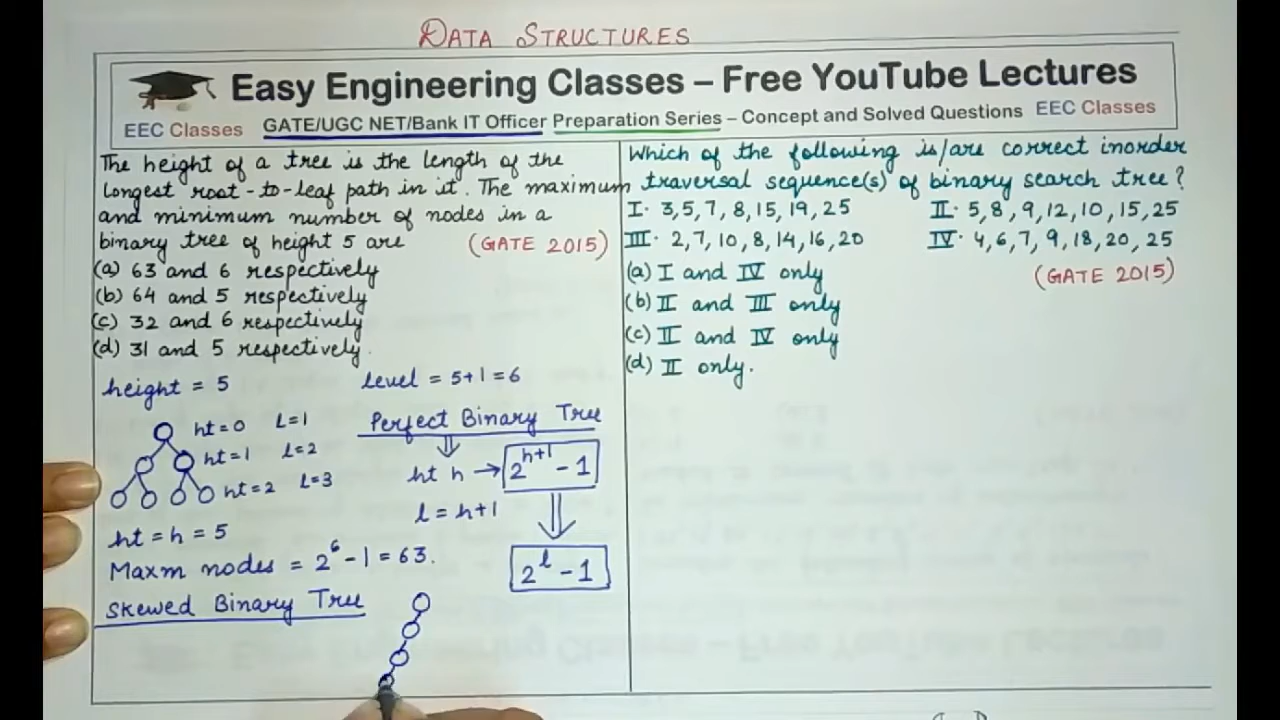 DATA STRUCTURES
Easy Engineering Classes – Free YouTube Lectures
EEC Classes GATE/UGC NET/Bank IT Officer Preparation Series – Concept and Solved Questions EEC Classes
The height of a tree is the length of the
longest root-to-leaf path in it. The maximum
and minimum number of nodes in a
binary tree of height 5 are (GATE 2015)
(a) 63 and 6 respectively
(b) 64 and 5 respectively
(c) 32 and 6 respectively
(d) 31 and 5 respectively.
height = 5 level = 5+1 = 6
ht = 0 L=1
ht = 1 L=2
ht = 2 L=3
Perfect Binary Tree
ht h → 2^(h+1) - 1
l = h+1
2^l - 1
ht = h = 5
Maxm nodes = 2^6 - 1 = 63.
Skewed Binary Tree
Which of the following is/are correct inorder
traversal sequence(s) of binary search tree?
I. 3, 5, 7, 8, 15, 19, 25 II. 5, 8, 9, 12, 10, 15, 25
III. 2, 7, 10, 8, 14, 16, 20 IV. 4, 6, 7, 9, 18, 20, 25
(a) I and IV only (GATE 2015)
(b) II and III only
(c) II and IV only
(d) II only.